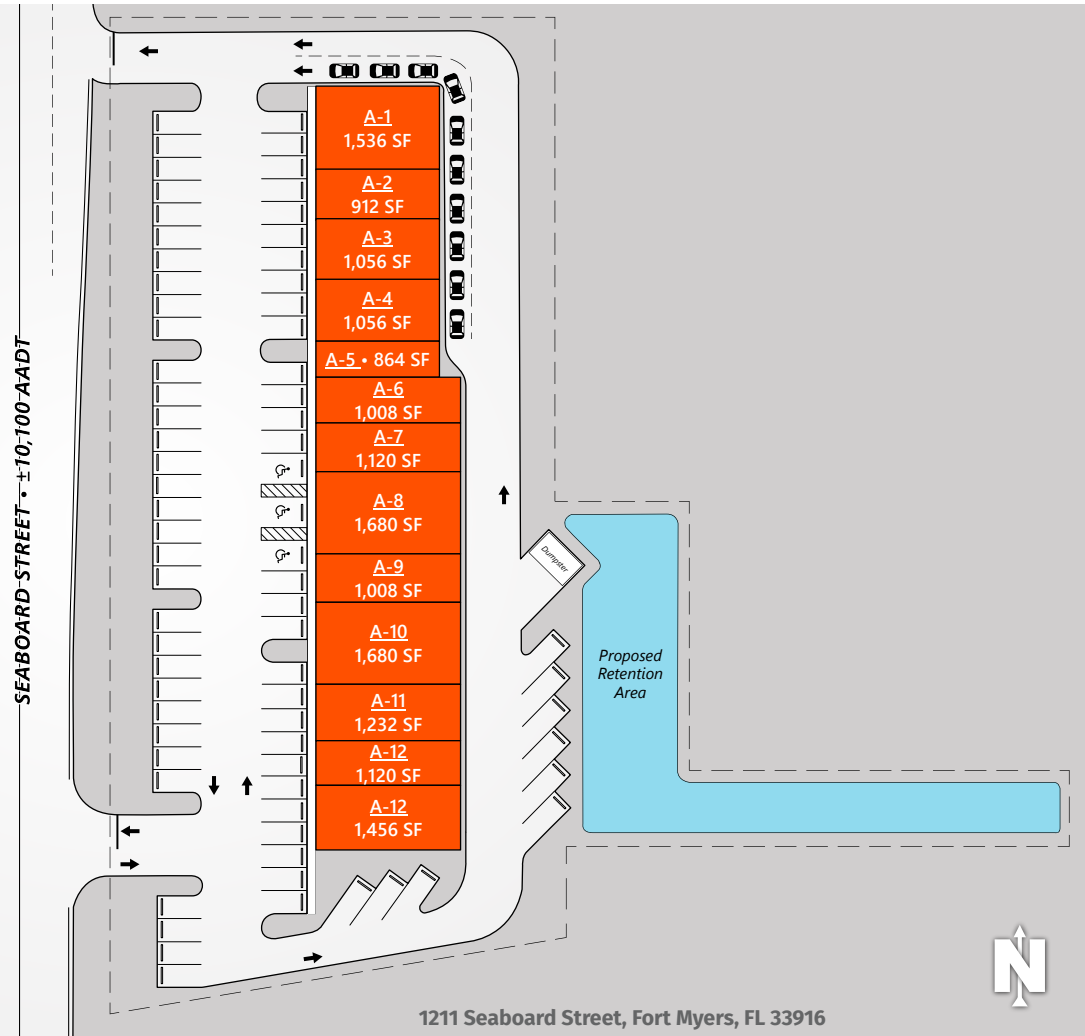 A-1
1,536 SF
A-2
912 SF
A-3
1,056 SF
A-4
1,056 SF
A-5 • 864 SF
A-6
1,008 SF
A-7
1,120 SF
A-8
1,680 SF
A-9
1,008 SF
A-10
1,680 SF
A-11
1,232 SF
A-12
1,120 SF
A-12
1,456 SF
SEABOARD STREET • ±10,100 AADT
Dumpster
Proposed
Retention
Area
N
1211 Seaboard Street, Fort Myers, FL 33916